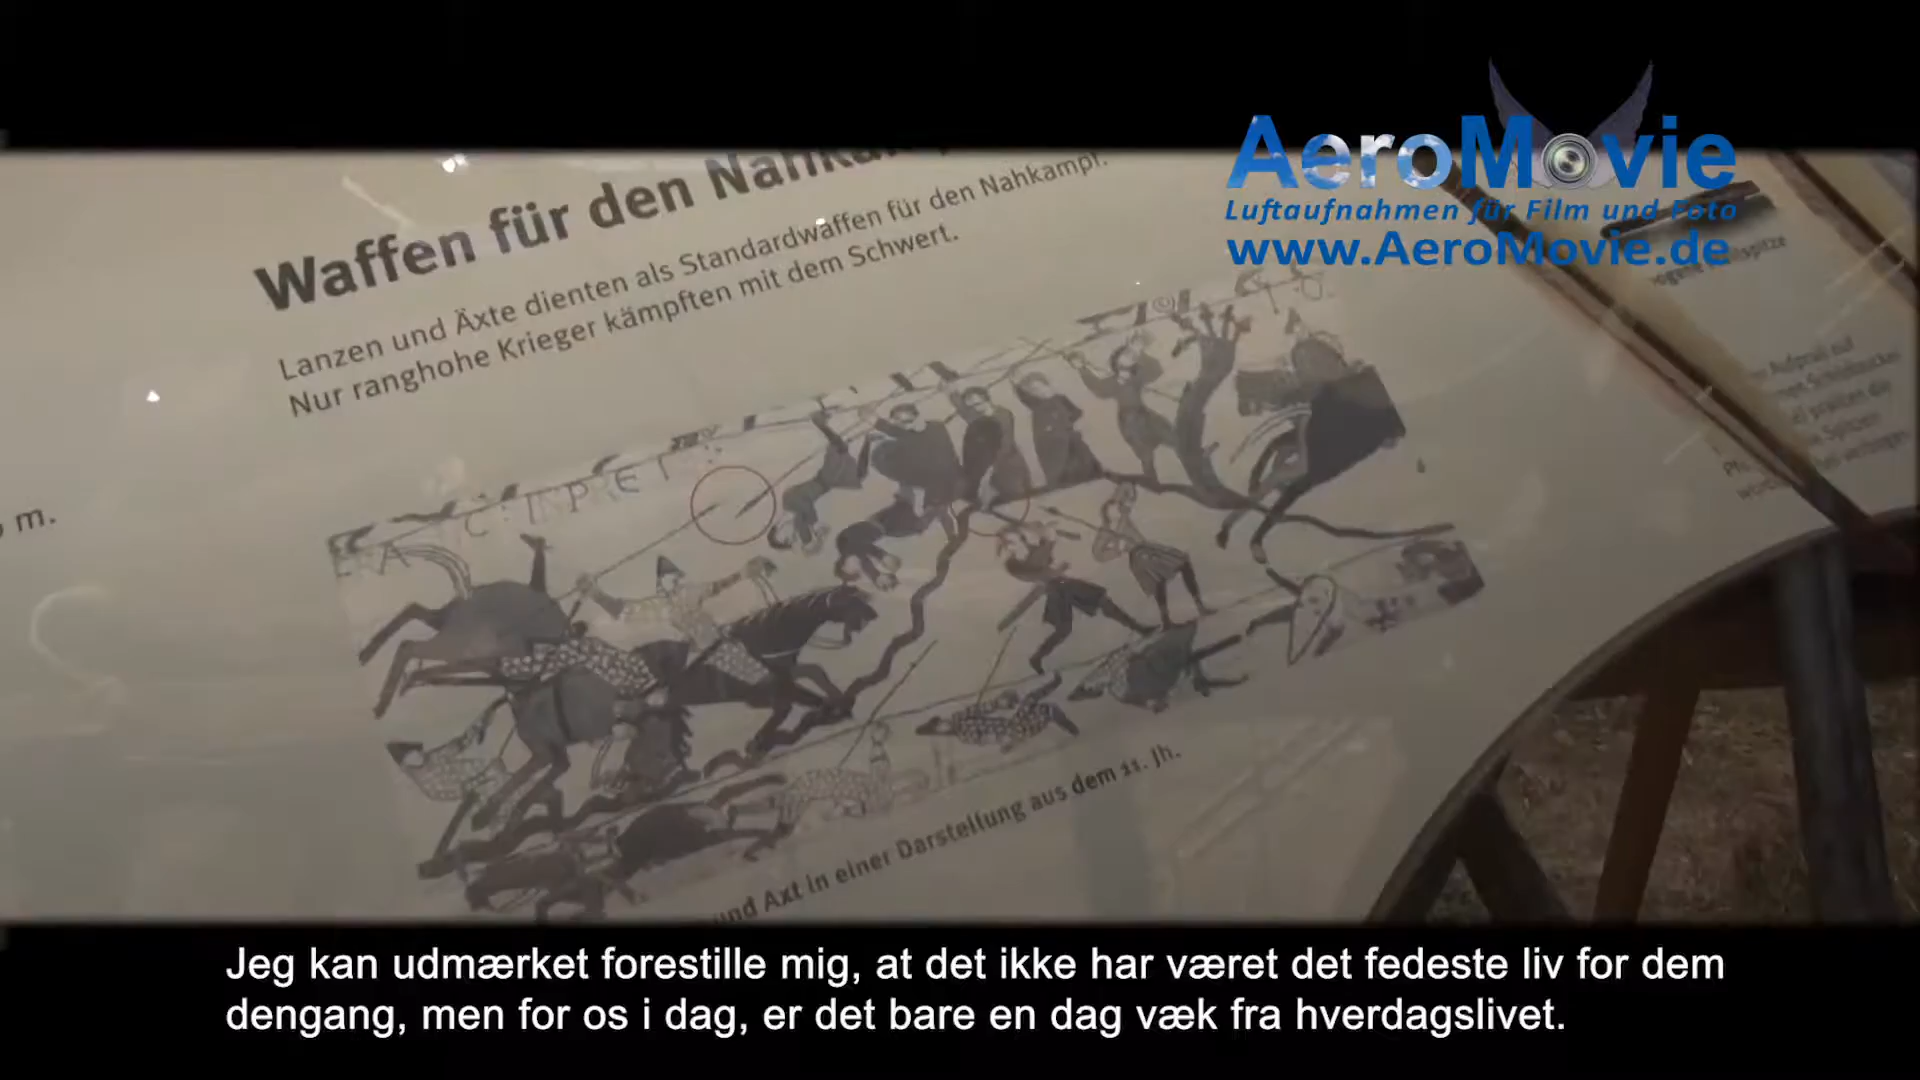 AeroMovie
Luftaufnahmen für Film und Foto
www.AeroMovie.de
Waffen für den
Lanzen und Äxte dienten als Standardwaffen für den Nahkampf.
Nur ranghohe Krieger kämpften mit dem Schwert.
m.
und Axt in einer Darstellung aus dem 11. Jh.
Jeg kan udmærket forestille mig, at det ikke har været det fedeste liv for dem
dengang, men for os i dag, er det bare en dag væk fra hverdagslivet.